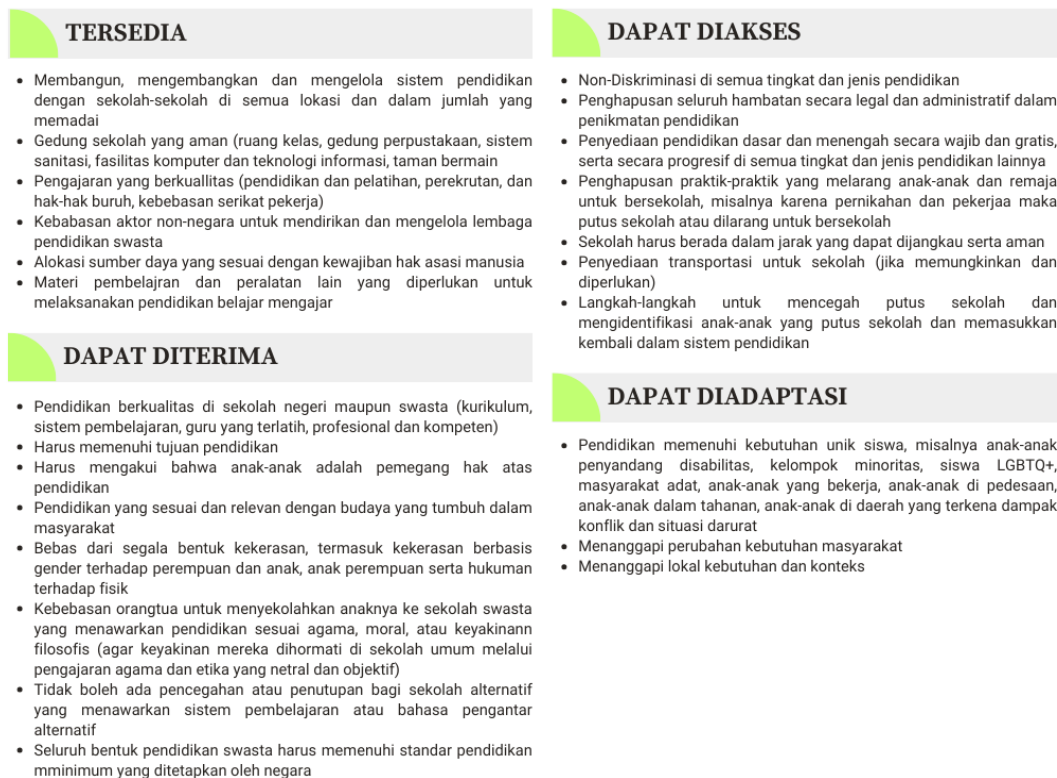 TERSEDIA
• Membangun, mengembangkan dan mengelola sistem pendidikan
dengan sekolah-sekolah di semua lokasi dan dalam jumlah yang
memadai
• Gedung sekolah yang aman (ruang kelas, gedung perpustakaan, sistem
sanitasi, fasilitas komputer dan teknologi informasi, taman bermain
• Pengajaran yang berkuallitas (pendidikan dan pelatihan, perekrutan, dan
hak-hak buruh, kebebasan serikat pekerja)
• Kebabasan aktor non-negara untuk mendirikan dan mengelola lembaga
pendidikan swasta
• Alokasi sumber daya yang sesuai dengan kewajiban hak asasi manusia
• Materi pembelajran dan peralatan lain yang diperlukan untuk
melaksanakan pendidikan belajar mengajar
DAPAT DITERIMA
• Pendidikan berkualitas di sekolah negeri maupun swasta (kurikulum,
sistem pembelajaran, guru yang terlatih, profesional dan kompeten)
• Harus memenuhi tujuan pendidikan
• Harus mengakui bahwa anak-anak adalah pemegang hak atas
pendidikan
• Pendidikan yang sesuai dan relevan dengan budaya yang tumbuh dalam
masyarakat
• Bebas dari segala bentuk kekerasan, termasuk kekerasan berbasis
gender terhadap perempuan dan anak, anak perempuan serta hukuman
terhadap fisik
• Kebebasan orangtua untuk menyekolahkan anaknya ke sekolah swasta
yang menawarkan pendidikan sesuai agama, moral, atau keyakinann
filosofis (agar keyakinan mereka dihormati di sekolah umum melalui
pengajaran agama dan etika yang netral dan objektif)
• Tidak boleh ada pencegahan atau penutupan bagi sekolah alternatif
yang menawarkan sistem pembelajaran atau bahasa pengantar
alternatif
• Seluruh bentuk pendidikan swasta harus memenuhi standar pendidikan
mminimum yang ditetapkan oleh negara
DAPAT DIAKSES
• Non-Diskriminasi di semua tingkat dan jenis pendidikan
• Penghapusan seluruh hambatan secara legal dan administratif dalam
penikmatan pendidikan
• Penyediaan pendidikan dasar dan menengah secara wajib dan gratis,
serta secara progresif di semua tingkat dan jenis pendidikan lainnya
• Penghapusan praktik-praktik yang melarang anak-anak dan remaja
untuk bersekolah, misalnya karena pernikahan dan pekerjaa maka
putus sekolah atau dilarang untuk bersekolah
• Sekolah harus berada dalam jarak yang dapat dijangkau serta aman
• Penyediaan transportasi untuk sekolah (jika memungkinkan dan
diperlukan)
• Langkah-langkah untuk mencegah putus sekolah dan
mengidentifikasi anak-anak yang putus sekolah dan memasukkan
kembali dalam sistem pendidikan
DAPAT DIADAPTASI
• Pendidikan memenuhi kebutuhan unik siswa, misalnya anak-anak
penyandang disabilitas, kelompok minoritas, siswa LGBTQ+,
masyarakat adat, anak-anak yang bekerja, anak-anak di pedesaan,
anak-anak dalam tahanan, anak-anak di daerah yang terkena dampak
konflik dan situasi darurat
• Menanggapi perubahan kebutuhan masyarakat
• Menanggapi lokal kebutuhan dan konteks